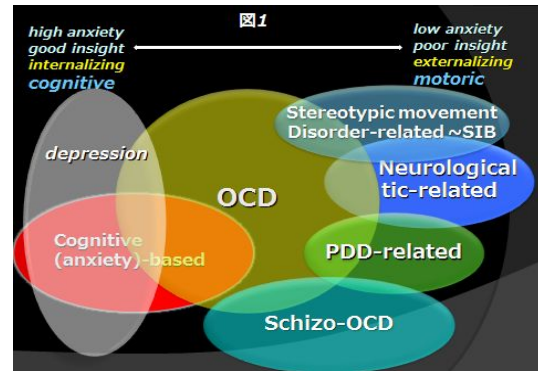 図1
high anxiety
good insight
internalizing
cognitive
low anxiety
poor insight
externalizing
motoric
depression
OCD
Stereotypic movement
Disorder-related ~SIB
Neurological
tic-related
Cognitive
(anxiety)-based
PDD-related
Schizo-OCD